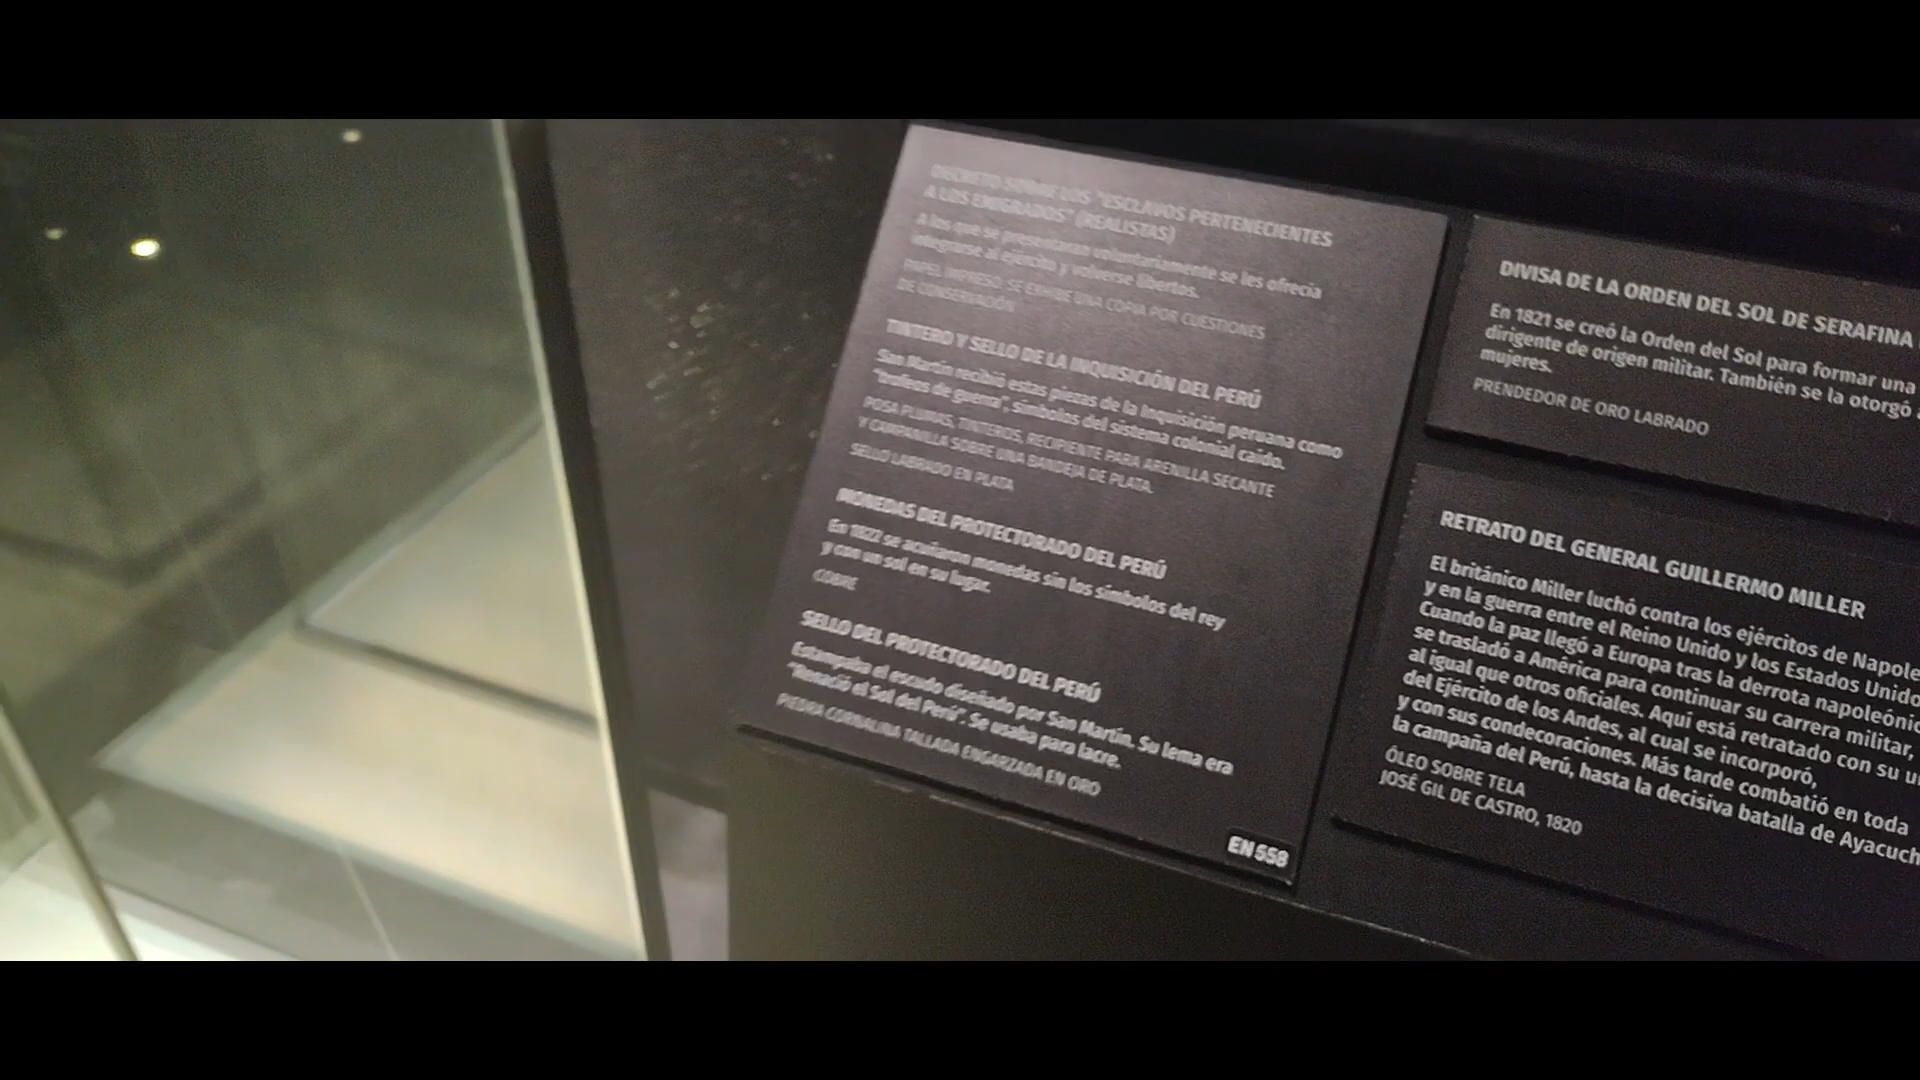 DECRETO SOBRE LOS "ESCLAVOS PERTENECIENTES
A LOS EMIGRADOS" (REALISTAS)
A los que se presentaran voluntariamente se les ofrecía
integrarse al ejército y volverse libertos.
PAPEL IMPRESO. SE EXHIBE UNA COPIA POR CUESTIONES
DE CONSERVACIÓN
TINTERO Y SELLO DE LA INQUISICIÓN DEL PERÚ
San Martín recibió estas piezas de la Inquisición peruana como
"trofeos de guerra", símbolos del sistema colonial caído.
POSA PLUMAS, TINTEROS, RECIPIENTE PARA ARENILLA SECANTE
Y CAMPANILLA SOBRE UNA BANDEJA DE PLATA.
SELLO LABRADO EN PLATA
MONEDAS DEL PROTECTORADO DEL PERÚ
En 1822 se acuñaron monedas sin los símbolos del rey
y con un sol en su lugar.
COBRE
SELLO DEL PROTECTORADO DEL PERÚ
Estampaba el escudo diseñado por San Martín. Su lema era
"Renació el Sol del Perú". Se usaba para lacre.
PIEDRA CORNALINA TALLADA ENGARZADA EN ORO
EN 558
DIVISA DE LA ORDEN DEL SOL DE SERAFINA
En 1821 se creó la Orden del Sol para formar una
dirigente de origen militar. También se la otorgó
mujeres.
PRENDEDOR DE ORO LABRADO
RETRATO DEL GENERAL GUILLERMO MILLER
El británico Miller luchó contra los ejércitos de Napole
y en la guerra entre el Reino Unido y los Estados Unido
Cuando la paz llegó a Europa tras la derrota napoleónic
se trasladó a América para continuar su carrera militar,
al igual que otros oficiales. Aquí está retratado con su un
del Ejército de los Andes, al cual se incorporó,
y con sus condecoraciones. Más tarde combatió en toda
la campaña del Perú, hasta la decisiva batalla de Ayacuch
ÓLEO SOBRE TELA
JOSÉ GIL DE CASTRO, 1820